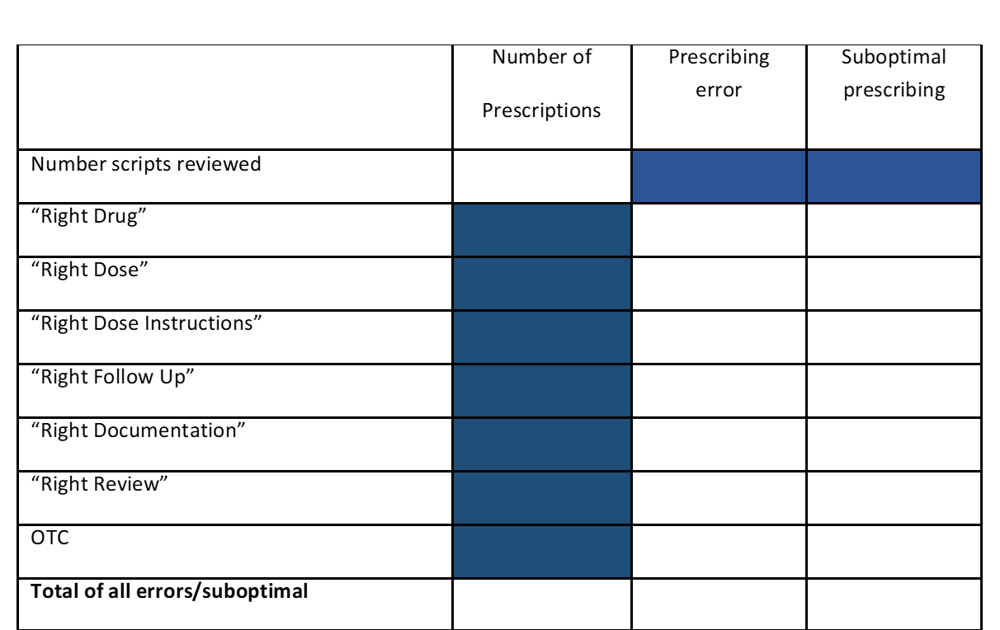 Number of
Prescriptions
Prescribing
error
Suboptimal
prescribing
Number scripts reviewed
“Right Drug”
“Right Dose”
“Right Dose Instructions”
“Right Follow Up”
“Right Documentation”
“Right Review”
OTC
Total of all errors/suboptimal